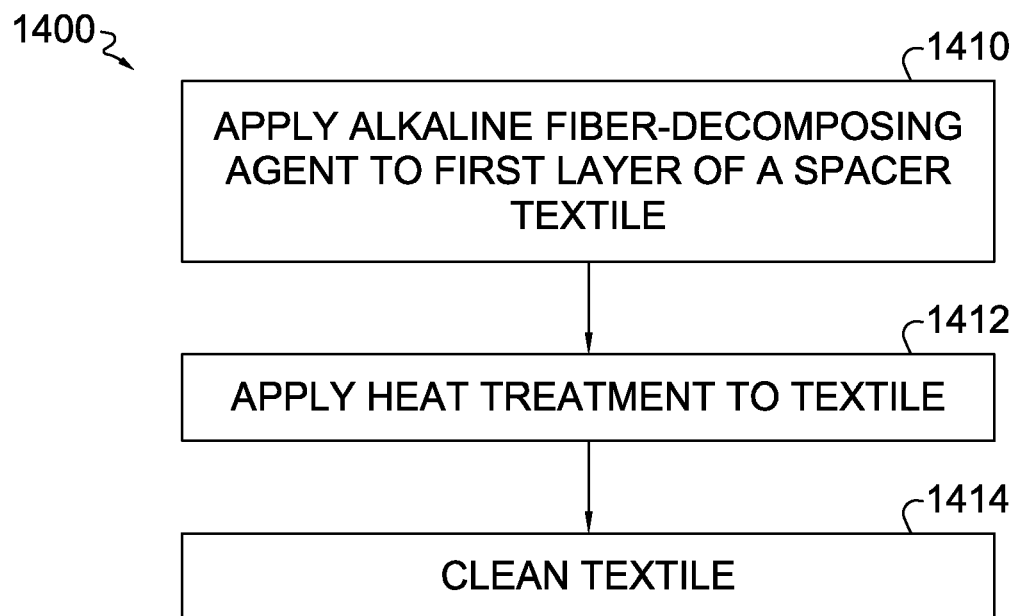 1400
1410
APPLY ALKALINE FIBER-DECOMPOSING
AGENT TO FIRST LAYER OF A SPACER
TEXTILE
1412
APPLY HEAT TREATMENT TO TEXTILE
1414
CLEAN TEXTILE